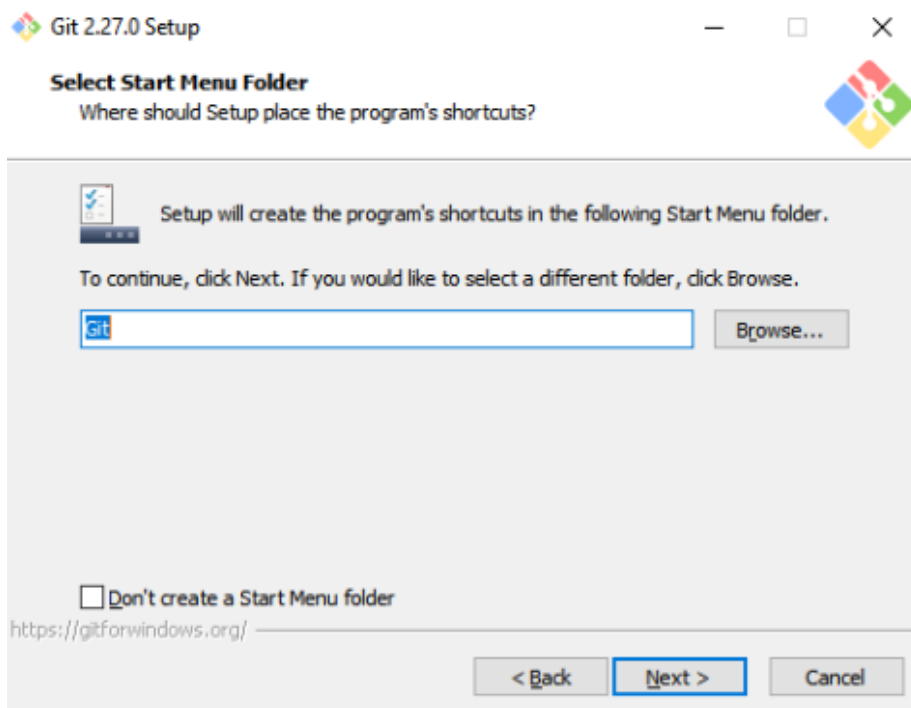 Git 2.27.0 Setup
Select Start Menu Folder
Where should Setup place the program's shortcuts?
Setup will create the program's shortcuts in the following Start Menu folder.
To continue, click Next. If you would like to select a different folder, click Browse.
Git
Browse...
Don't create a Start Menu folder
https://gitforwindows.org/
< Back
Next >
Cancel